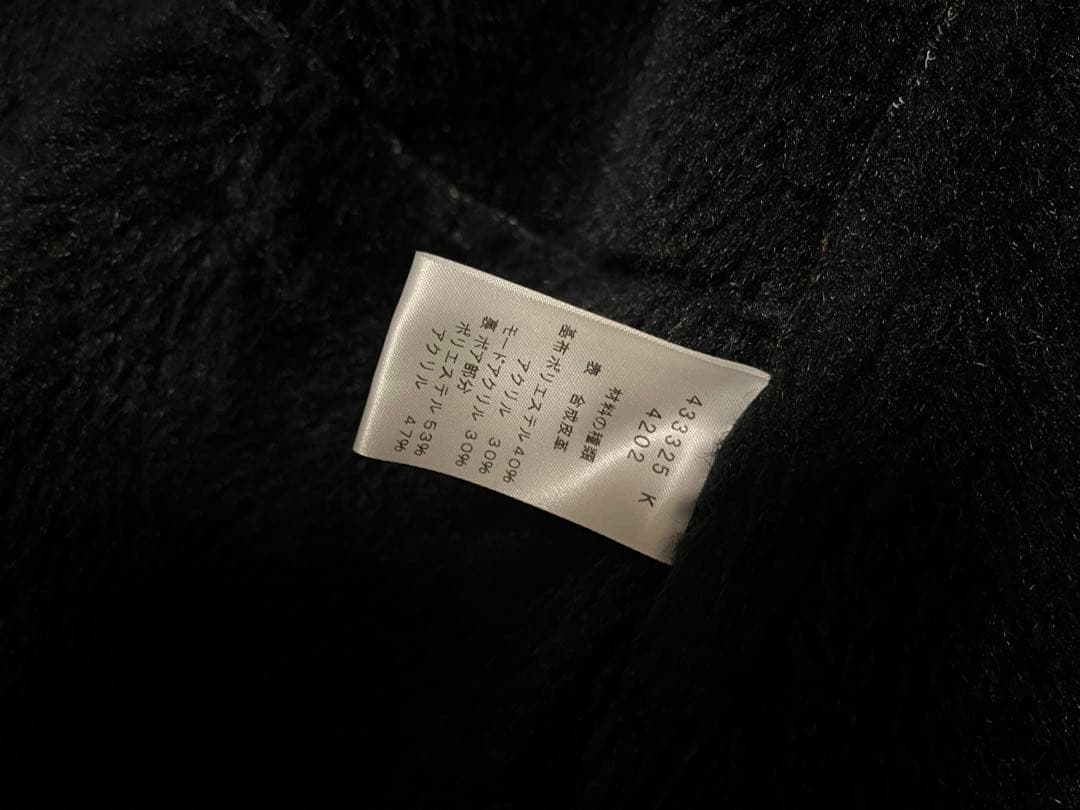 433325 K
4202
材料の種類
表 合成皮革
基布ポリエステル40%
アクリル 30%
モードアクリル 30%
裏ボア部分
ポリエステル 53%
アクリル 47%